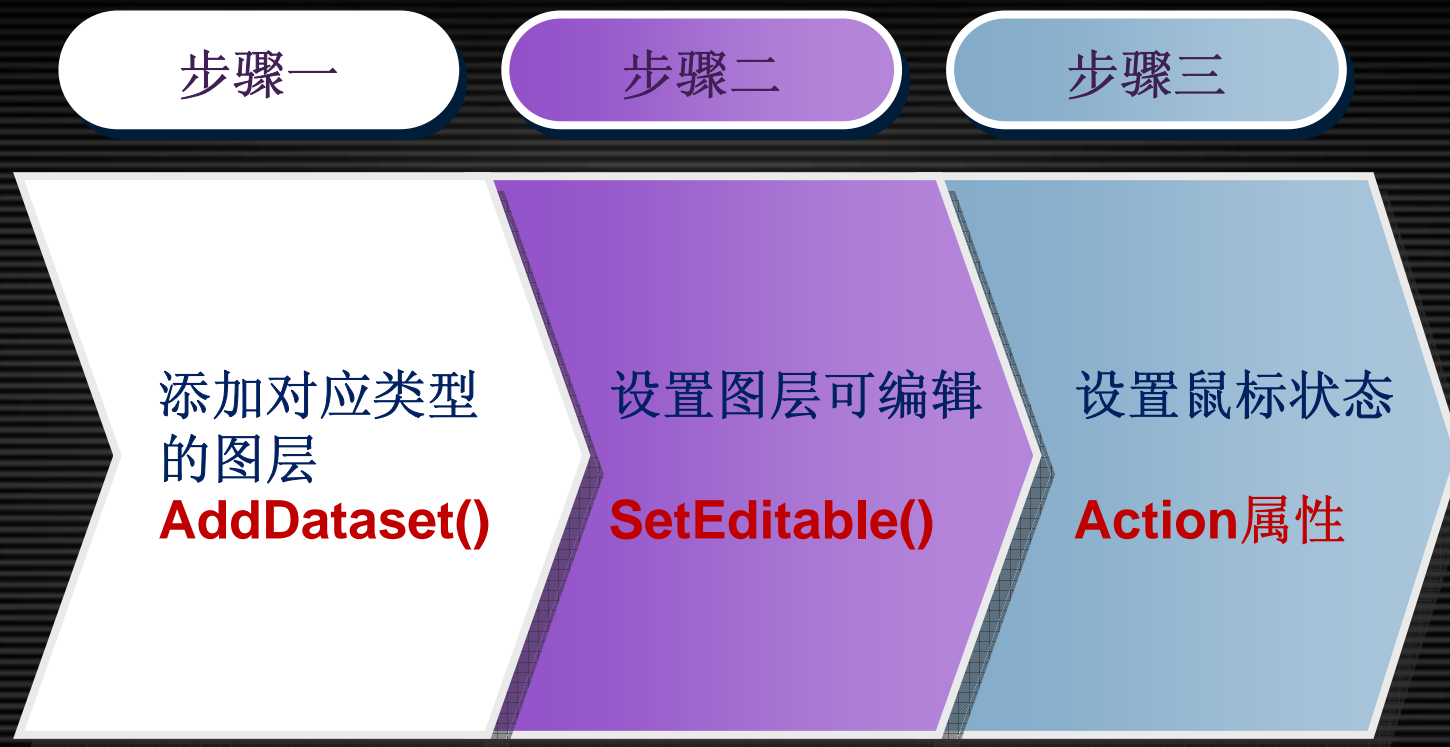 步骤一
步骤二
步骤三
添加对应类型
的图层
AddDataset()
设置图层可编辑
SetEditable()
设置鼠标状态
Action属性